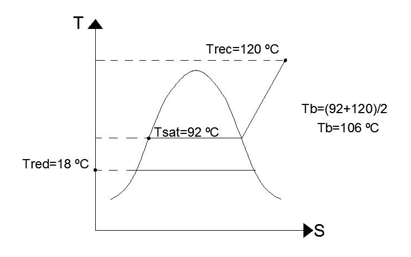 T
Trec=120 ºC
Tb=(92+120)/2
Tb=106 ºC
Tsat=92 ºC
Tred=18 ºC
S